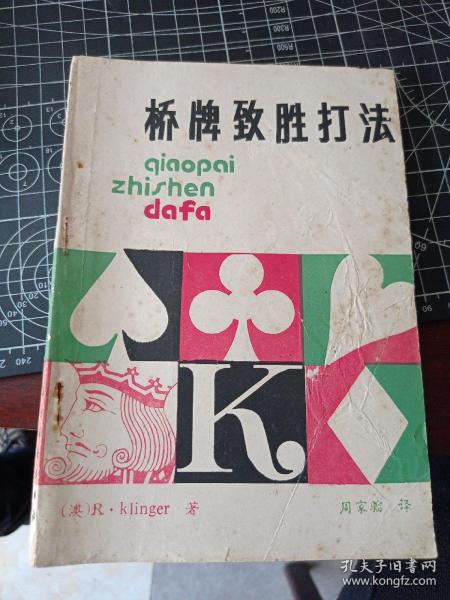 桥牌致胜打法
qiaopai
zhishen
dafa
K
(澳)R·klinger 著
周家骝 译
孔夫子旧书网
www.kongfz.com